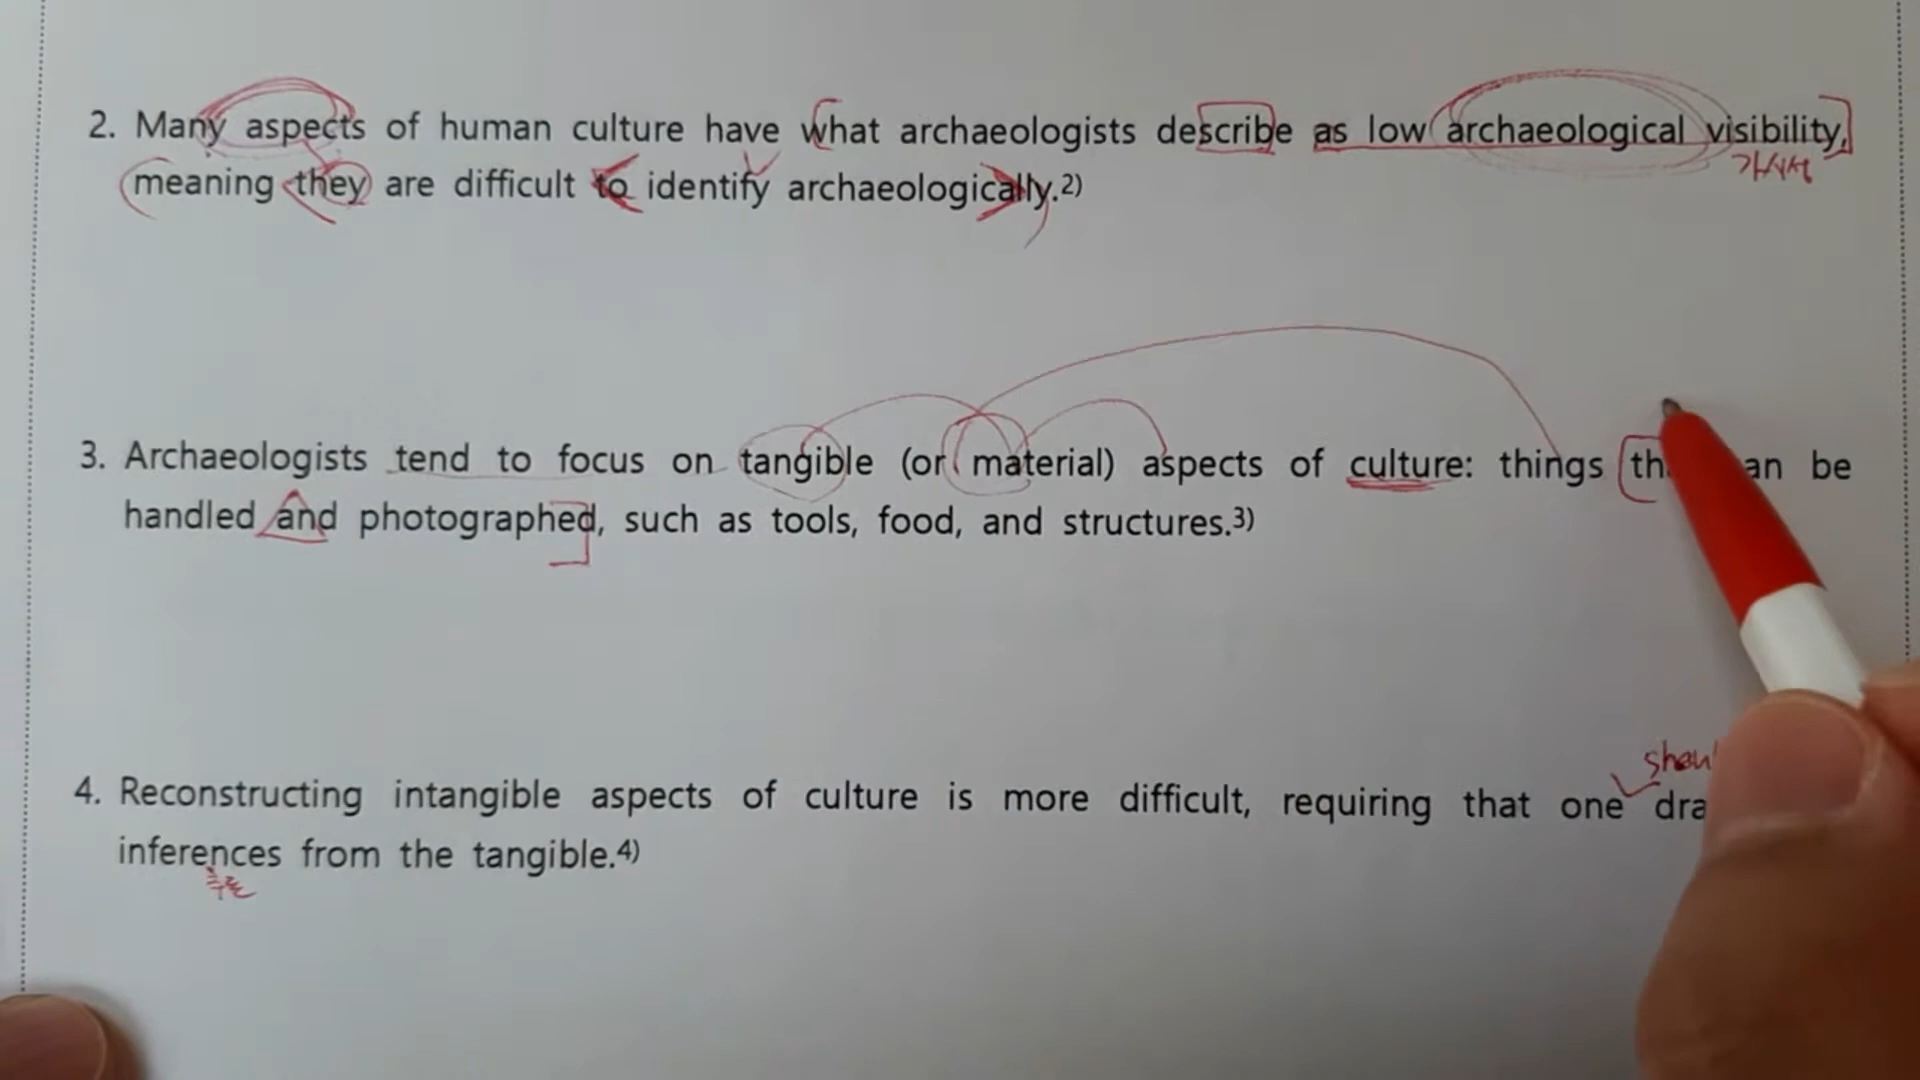 2. Many aspects of human culture have what archaeologists describe as low archaeological visibility,
가시성
meaning they are difficult to identify archaeologically.2)
3. Archaeologists tend to focus on tangible (or material) aspects of culture: things be
handled and photographed, such as tools, food, and structures.3)
4. Reconstructing intangible aspects of culture is more difficult, requiring that one
inferences from the tangible.4)
추론